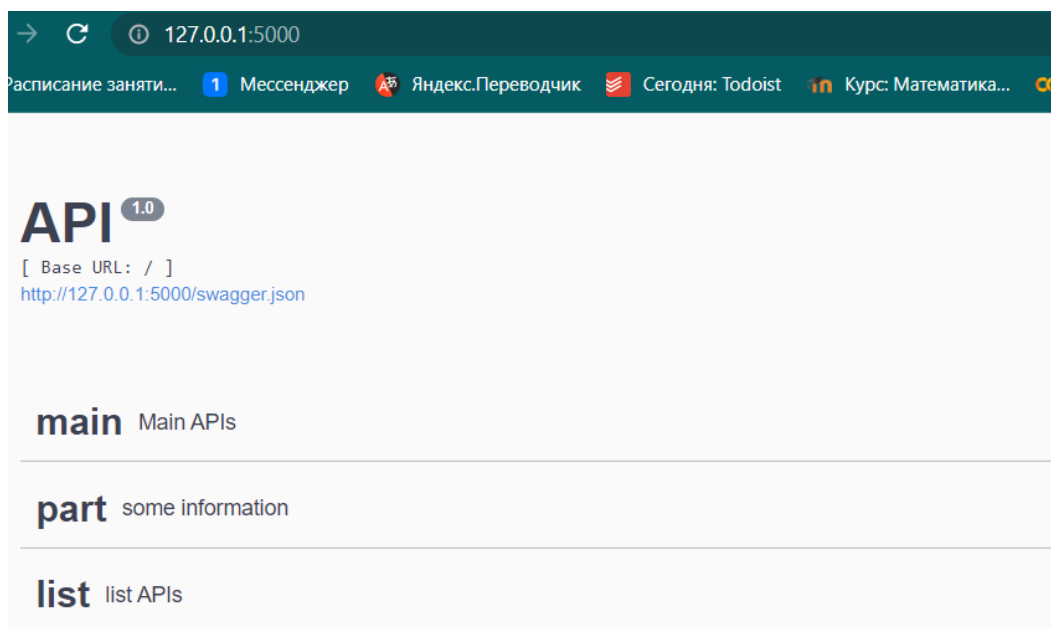 127.0.0.1:5000
Расписание заняти... 1 Мессенджер Яндекс.Переводчик Сегодня: Todoist Курс: Математика...
API 1.0
[ Base URL: / ]
http://127.0.0.1:5000/swagger.json
main Main APIs
part some information
list list APIs